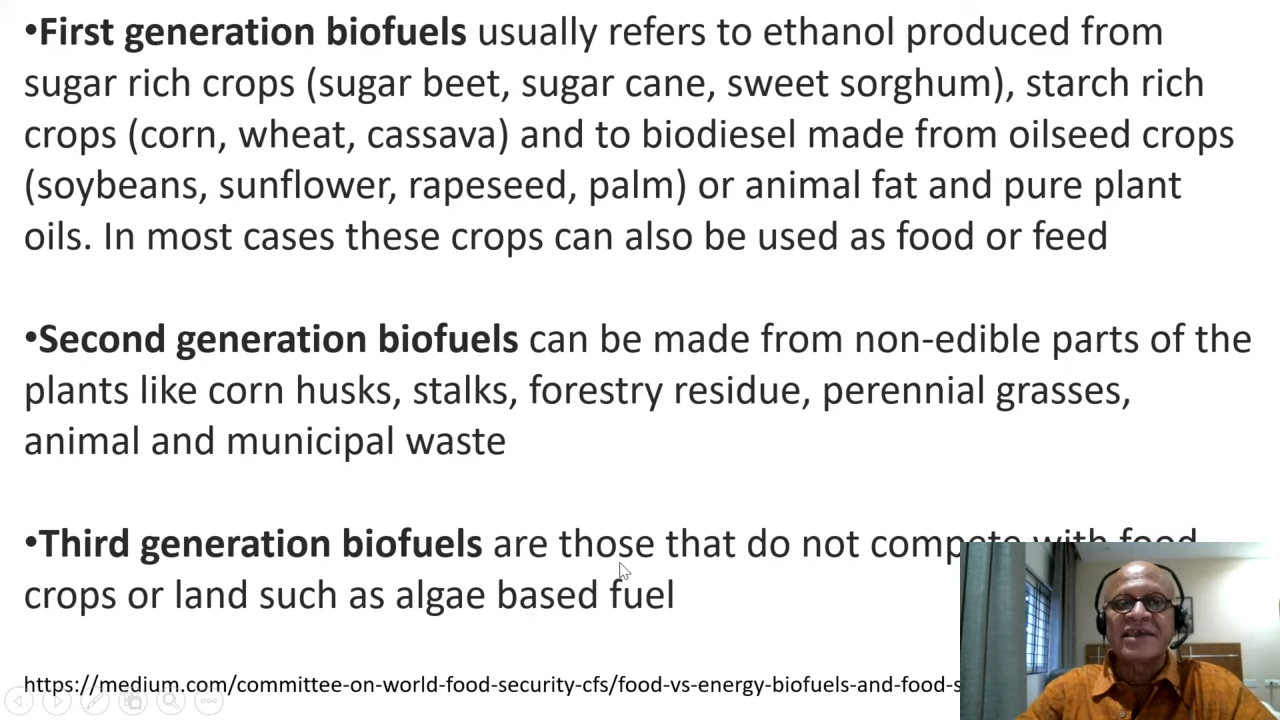 •First generation biofuels usually refers to ethanol produced from
sugar rich crops (sugar beet, sugar cane, sweet sorghum), starch rich
crops (corn, wheat, cassava) and to biodiesel made from oilseed crops
(soybeans, sunflower, rapeseed, palm) or animal fat and pure plant
oils. In most cases these crops can also be used as food or feed
•Second generation biofuels can be made from non-edible parts of the
plants like corn husks, stalks, forestry residue, perennial grasses,
animal and municipal waste
•Third generation biofuels are those that do not compete with food
crops or land such as algae based fuel
https://medium.com/committee-on-world-food-security-cfs/food-vs-energy-biofuels-and-food-s